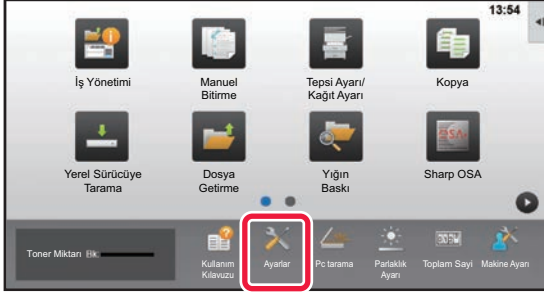 13:54
İş Yönetimi
Manuel
Bitirme
Tepsi Ayarı/
Kağıt Ayarı
Kopya
Yerel Sürücüye
Tarama
Dosya
Getirme
Yığın
Baskı
Sharp OSA
Toner Miktarı Bk
Kullanım
Kılavuzu
Ayarlar
Pc tarama
Parlaklık
Ayarı
Toplam Sayi
Makine Ayarı